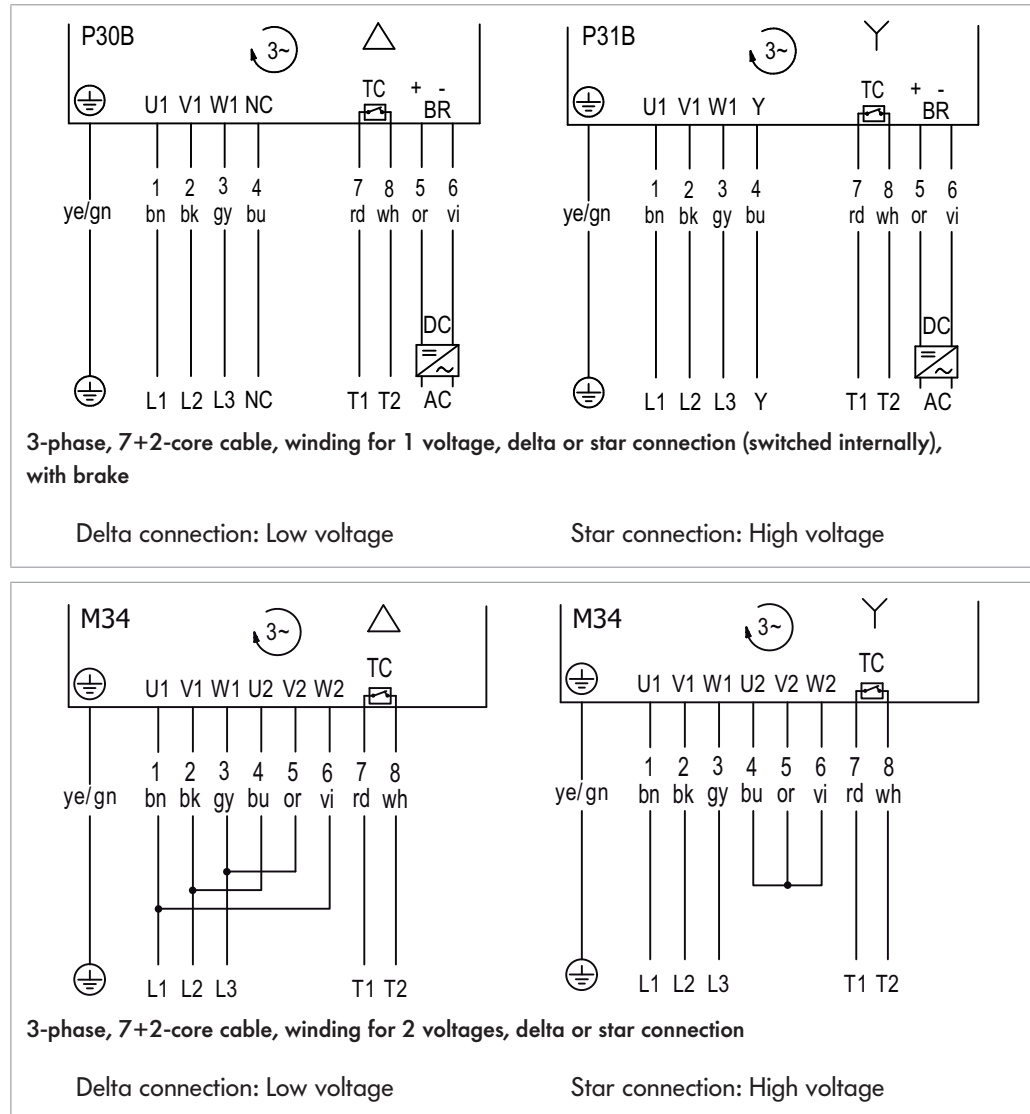 P30B
3~
TC + -
U1 V1 W1 NC BR
1 2 3 4 7 8 5 6
ye/gn bn bk gy bu rd wh or vi
DC
= ~
L1 L2 L3 NC T1 T2 AC
P31B
3~
TC + -
U1 V1 W1 Y BR
1 2 3 4 7 8 5 6
ye/gn bn bk gy bu rd wh or vi
DC
= ~
L1 L2 L3 Y T1 T2 AC
3-phase, 7+2-core cable, winding for 1 voltage, delta or star connection (switched internally),
with brake
Delta connection: Low voltage
Star connection: High voltage
M34
3~
TC
U1 V1 W1 U2 V2 W2
1 2 3 4 5 6 7 8
ye/gn bn bk gy bu or vi rd wh
L1 L2 L3 T1 T2
M34
3~
TC
U1 V1 W1 U2 V2 W2
1 2 3 4 5 6 7 8
ye/gn bn bk gy bu or vi rd wh
L1 L2 L3 T1 T2
3-phase, 7+2-core cable, winding for 2 voltages, delta or star connection
Delta connection: Low voltage
Star connection: High voltage